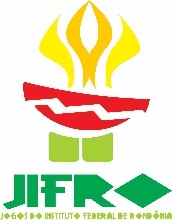 JIFRO
JOGOS DO INSTITUTO FEDERAL DE RONDÔNIA